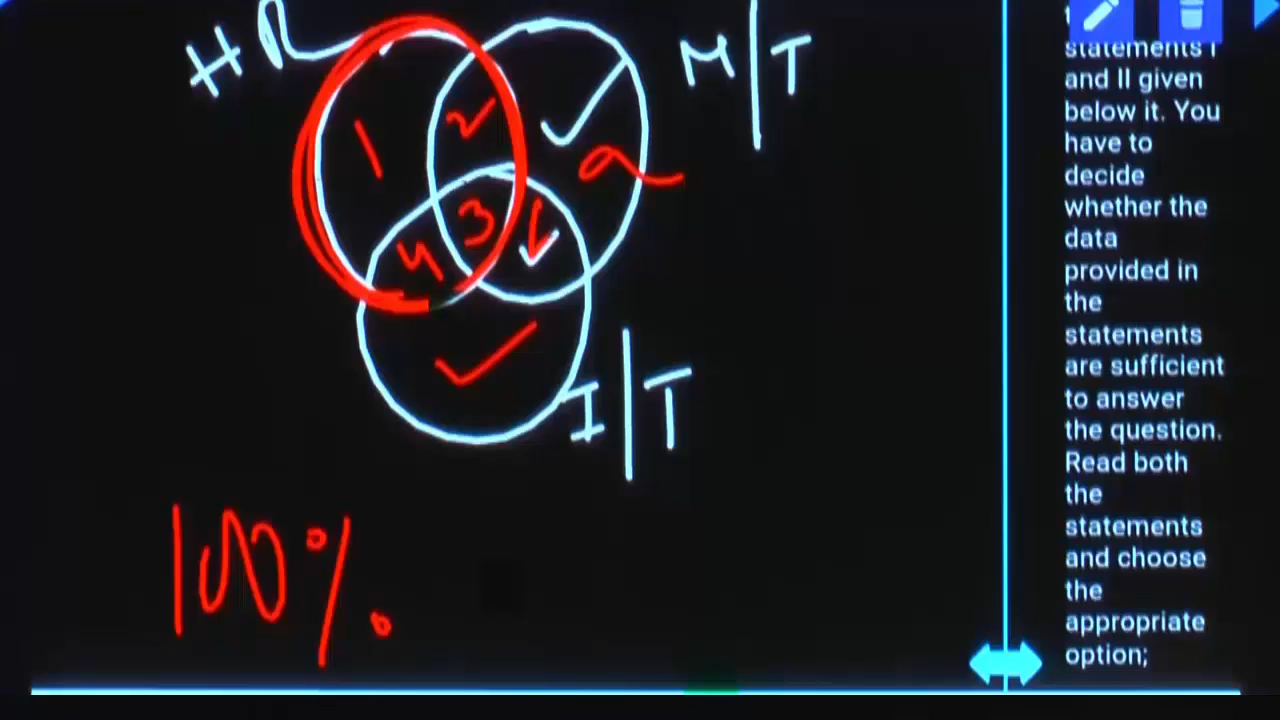 HR
M/T
1
2
2
3
4
I/T
100%
statements I
and II given
below it. You
have to
decide
whether the
data
provided in
the
statements
are sufficient
to answer
the question.
Read both
the
statements
and choose
the
appropriate
option;